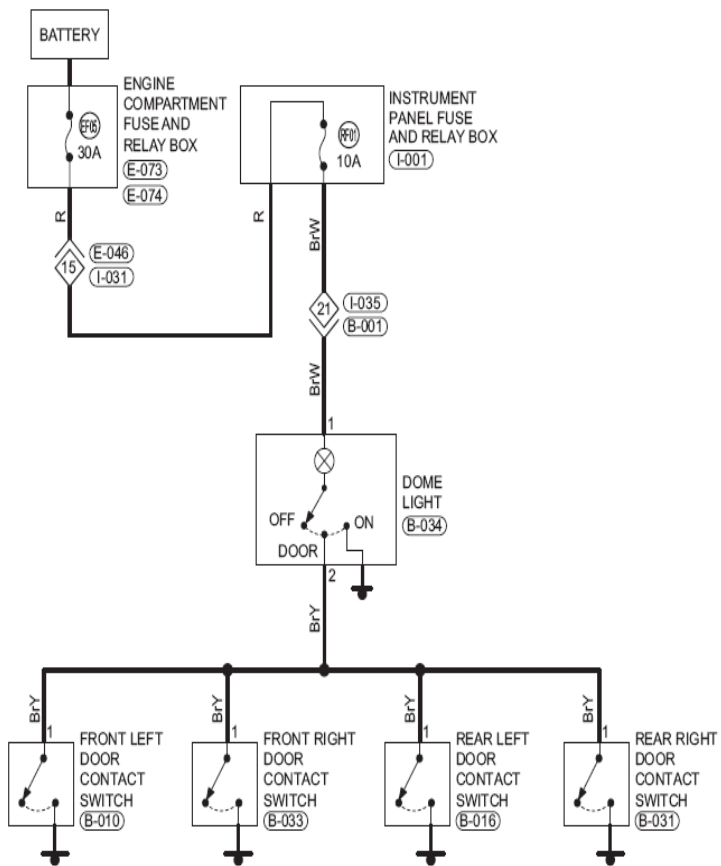 BATTERY
ENGINE
COMPARTMENT
FUSE AND
RELAY BOX
E-073
E-074
EF05
30A
INSTRUMENT
PANEL FUSE
AND RELAY BOX
I-001
RF01
10A
R
R
BrW
15
E-046
I-031
21
I-035
B-001
BrW
1
DOME
LIGHT
B-034
OFF
ON
DOOR
2
BrY
BrY
1
FRONT LEFT
DOOR
CONTACT
SWITCH
B-010
BrY
1
FRONT RIGHT
DOOR
CONTACT
SWITCH
B-033
BrY
1
REAR LEFT
DOOR
CONTACT
SWITCH
B-016
BrY
1
REAR RIGHT
DOOR
CONTACT
SWITCH
B-031